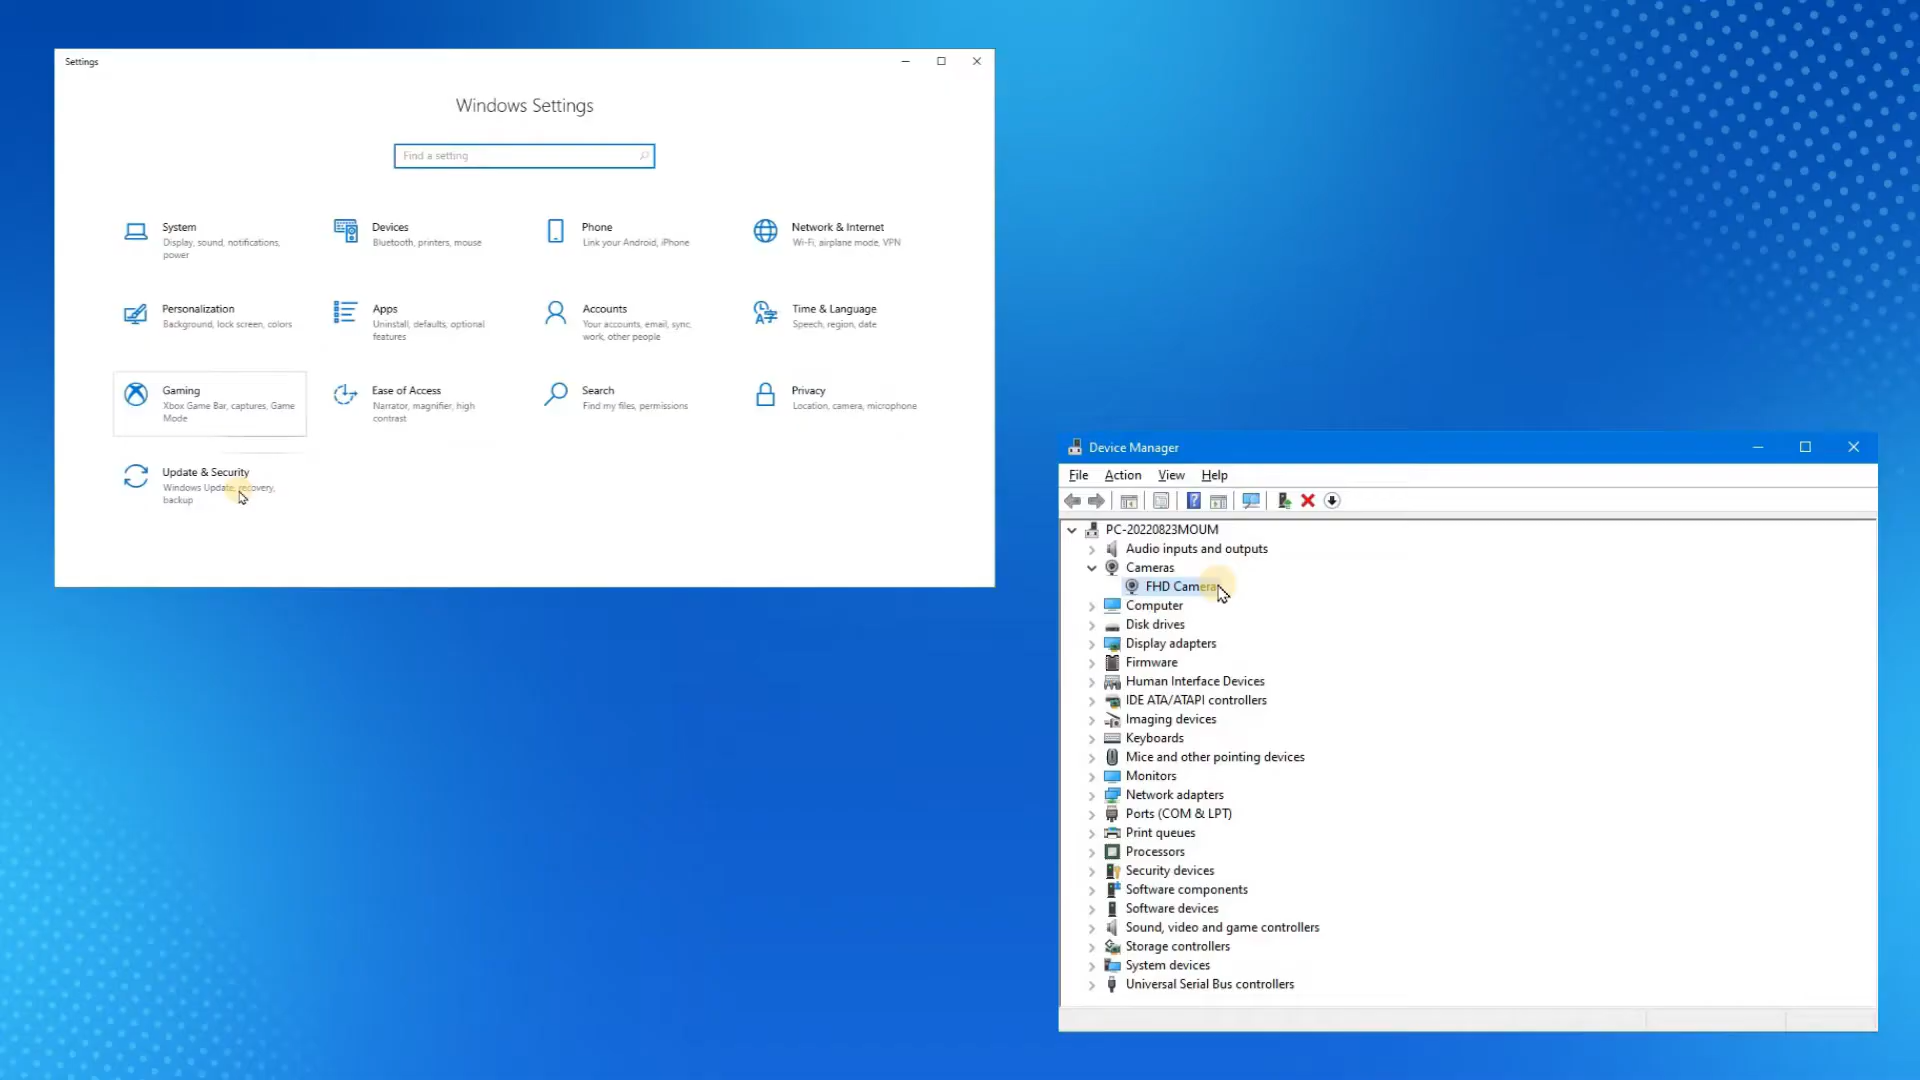 Settings
Windows Settings
Find a setting
System
Display, sound, notifications,
power
Devices
Bluetooth, printers, mouse
Phone
Link your Android, iPhone
Network & Internet
Wi-Fi, airplane mode, VPN
Personalization
Background, lock screen, colors
Apps
Uninstall, defaults, optional
features
Accounts
Your accounts, email, sync,
work, other people
Time & Language
Speech, region, date
Gaming
Xbox Game Bar, captures, Game
Mode
Ease of Access
Narrator, magnifier, high
contrast
Search
Find my files, permissions
Privacy
Location, camera, microphone
Update & Security
Windows Update, recovery,
backup
Device Manager
File Action View Help
PC-20220823MOUM
Audio inputs and outputs
Cameras
FHD Camera
Computer
Disk drives
Display adapters
Firmware
Human Interface Devices
IDE ATA/ATAPI controllers
Imaging devices
Keyboards
Mice and other pointing devices
Monitors
Network adapters
Ports (COM & LPT)
Print queues
Processors
Security devices
Software components
Software devices
Sound, video and game controllers
Storage controllers
System devices
Universal Serial Bus controllers